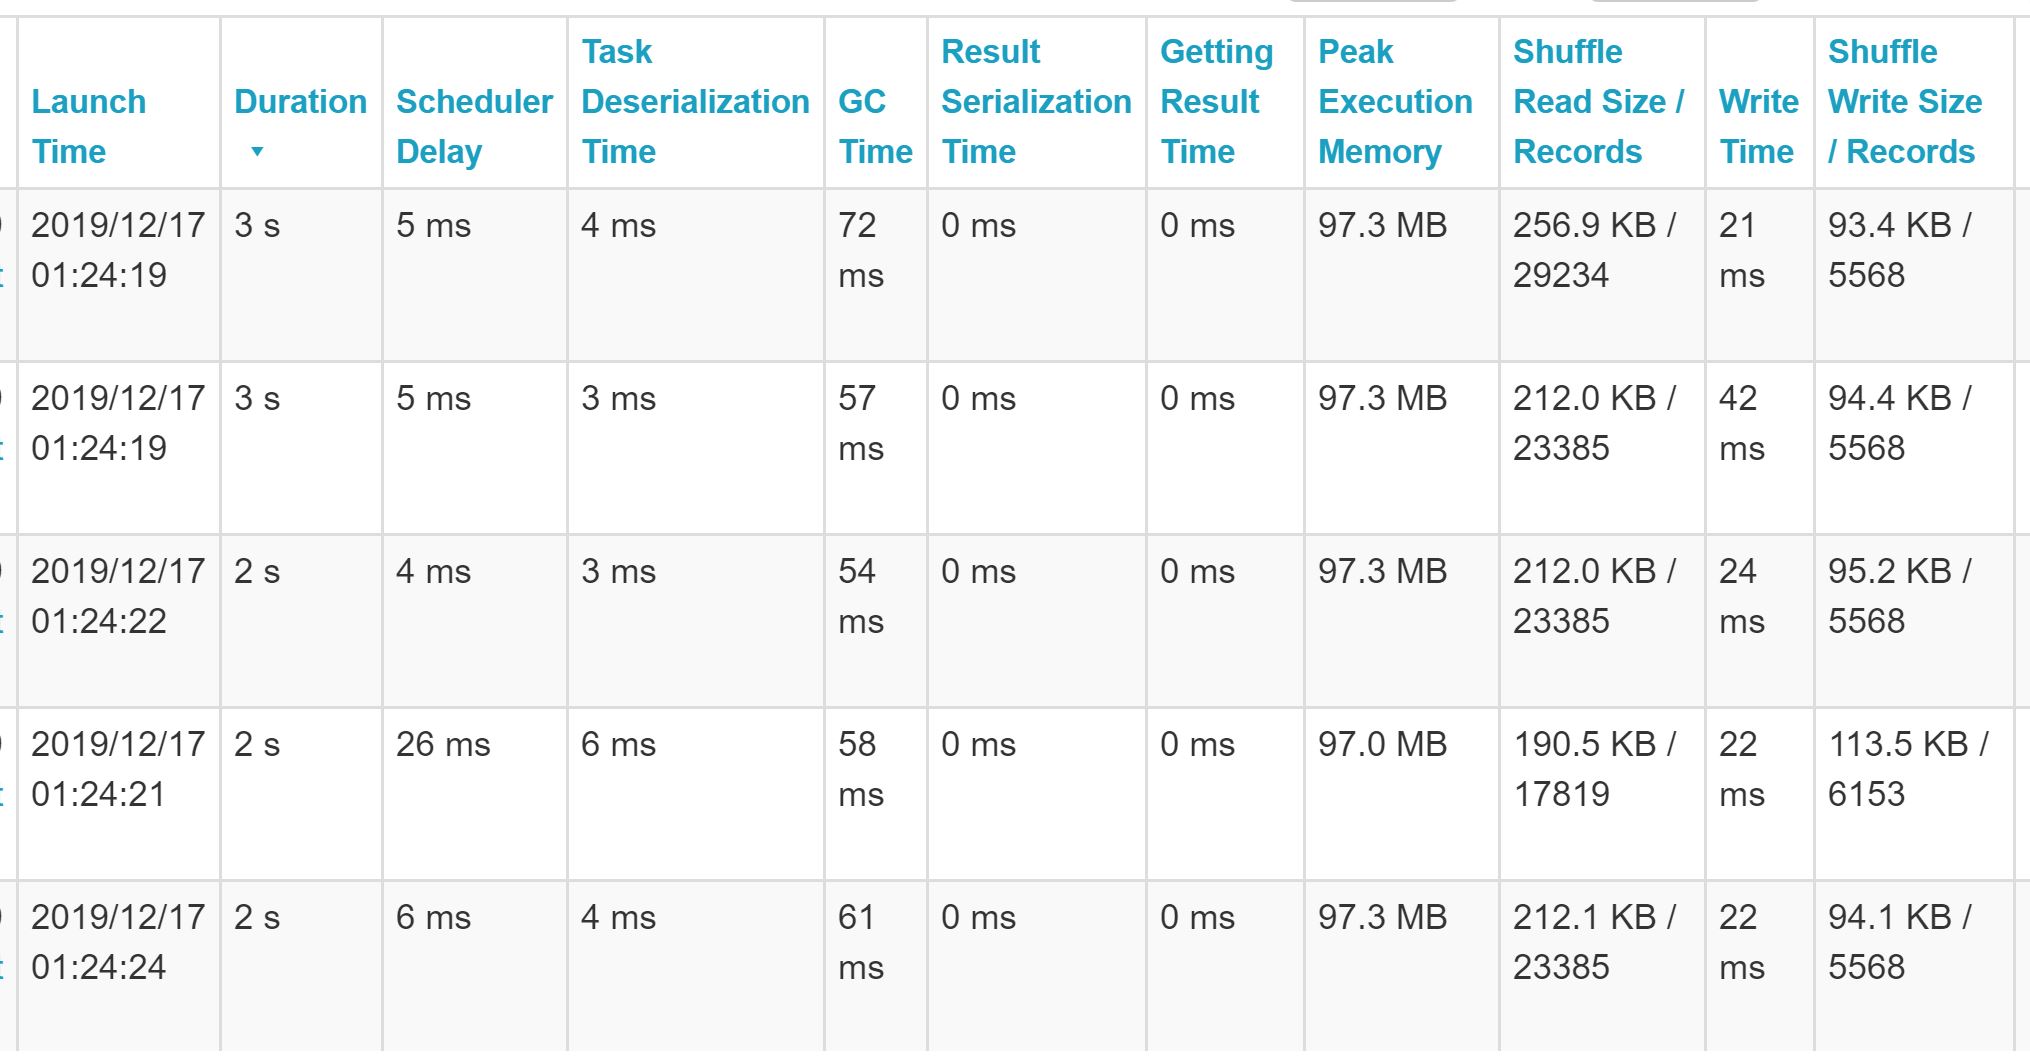 Launch Time
Duration ▼
Scheduler Delay
Task Deserialization Time
GC Time
Result Serialization Time
Getting Result Time
Peak Execution Memory
Shuffle Read Size / Records
Write Time
Shuffle Write Size / Records
2019/12/17 01:24:19
3 s
5 ms
4 ms
72 ms
0 ms
0 ms
97.3 MB
256.9 KB / 29234
21 ms
93.4 KB / 5568
2019/12/17 01:24:19
3 s
5 ms
3 ms
57 ms
0 ms
0 ms
97.3 MB
212.0 KB / 23385
42 ms
94.4 KB / 5568
2019/12/17 01:24:22
2 s
4 ms
3 ms
54 ms
0 ms
0 ms
97.3 MB
212.0 KB / 23385
24 ms
95.2 KB / 5568
2019/12/17 01:24:21
2 s
26 ms
6 ms
58 ms
0 ms
0 ms
97.0 MB
190.5 KB / 17819
22 ms
113.5 KB / 6153
2019/12/17 01:24:24
2 s
6 ms
4 ms
61 ms
0 ms
0 ms
97.3 MB
212.1 KB / 23385
22 ms
94.1 KB / 5568